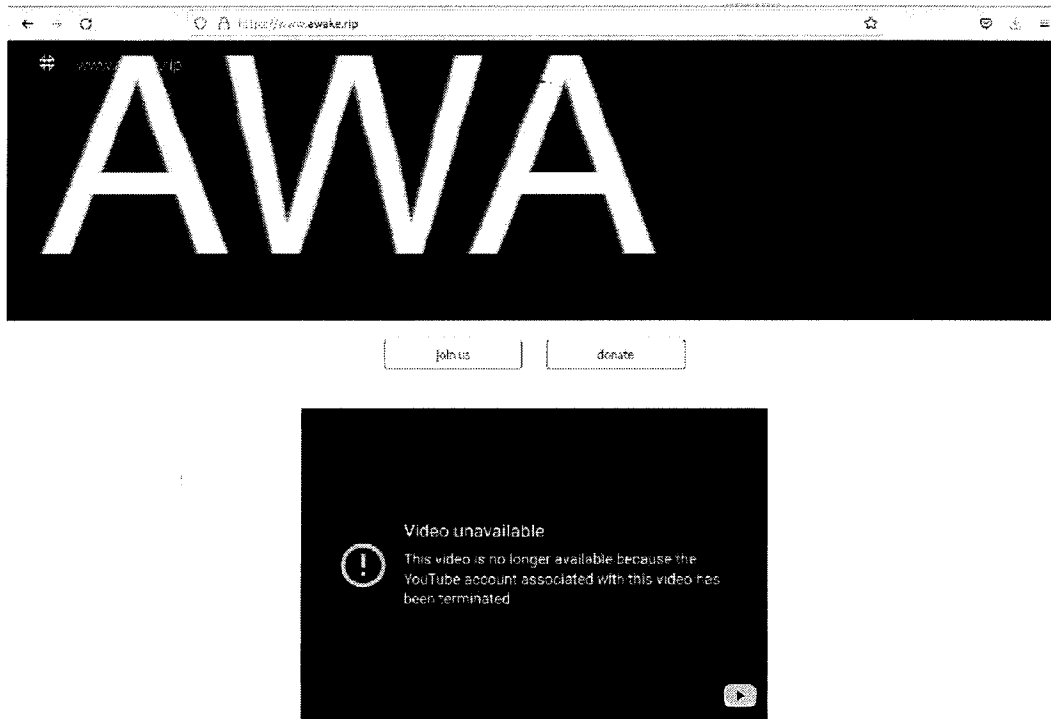 https://www.awake.rip
AWA
join us
donate
Video unavailable
This video is no longer available because the
YouTube account associated with this video has
been terminated